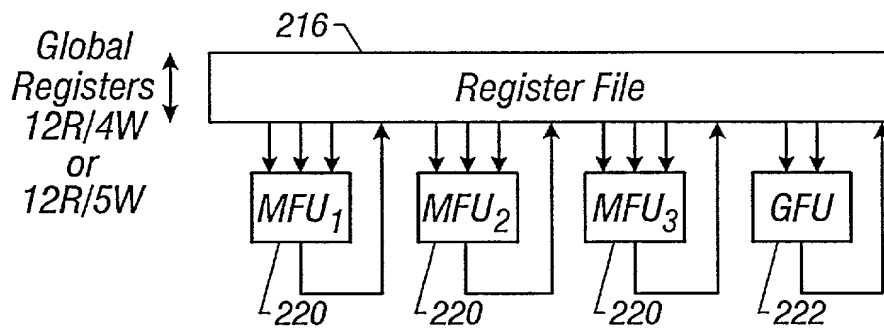 216
Global
Registers
12R/4W
or
12R/5W
Register File
MFU1
MFU2
MFU3
GFU
220
220
220
222